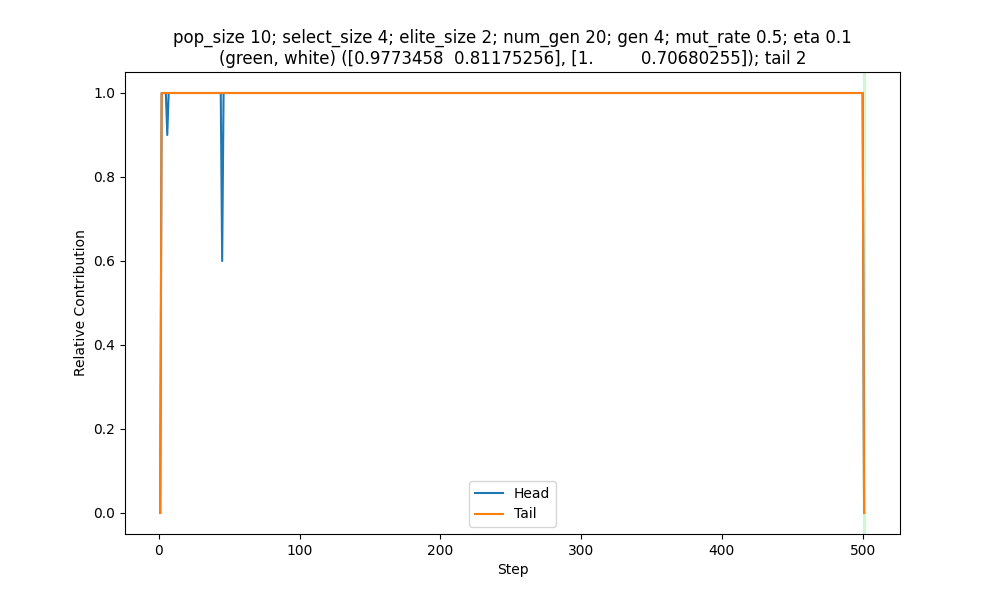 pop_size 10; select_size 4; elite_size 2; num_gen 20; gen 4; mut_rate 0.5; eta 0.1
(green, white) ([0.9773458  0.81175256], [1.         0.70680255]); tail 2
1.0
0.8
0.6
0.4
0.2
0.0
Relative Contribution
Head
Tail
0 100 200 300 400 500
Step